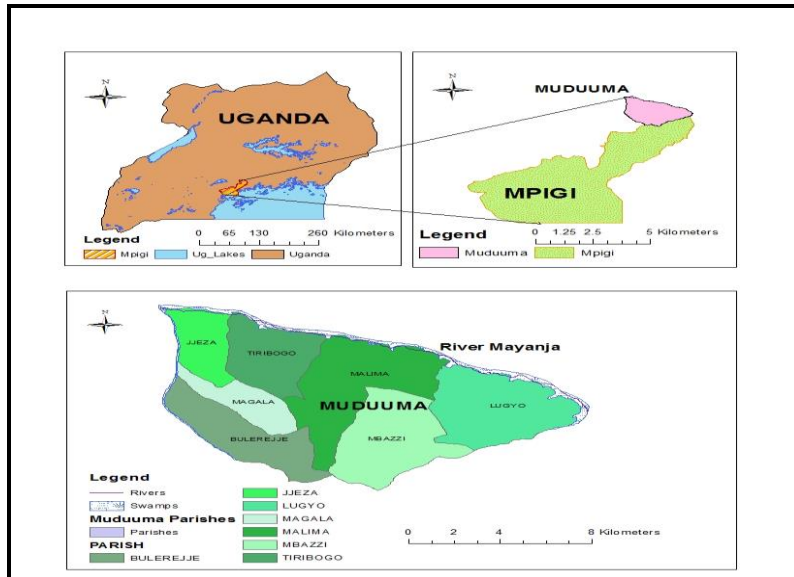 N
UGANDA
Legend
0 65 130 260 Kilometers
Mpigi Ug_Lakes Uganda
N
MUDUUMA
MPIGI
Legend
0 1.25 2.5 5 Kilometers
Muduuma Mpigi
N
River Mayanja
JJEZA
TIRIBOGO
MALIMA
MAGALA
MUDUUMA
LUGYO
BULEREJJE
MBAZZI
Legend
Rivers
Swamps
Muduuma Parishes
Parishes
PARISH
BULEREJJE
JJEZA
LUGYO
MAGALA
MALIMA
MBAZZI
TIRIBOGO
0 2 4 8 Kilometers